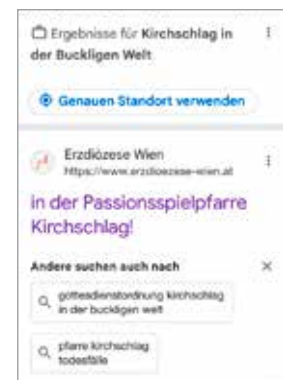 Ergebnisse für Kirchschlag in
der Buckligen Welt
Genauen Standort verwenden
Erzdiözese Wien
https://www.erzdioezese-wien.at
in der Passionsspielpfarre
Kirchschlag!
Andere suchen auch nach
gottesdienstordnung kirchschlag
in der buckligen welt
pfarre kirchschlag
todesfälle